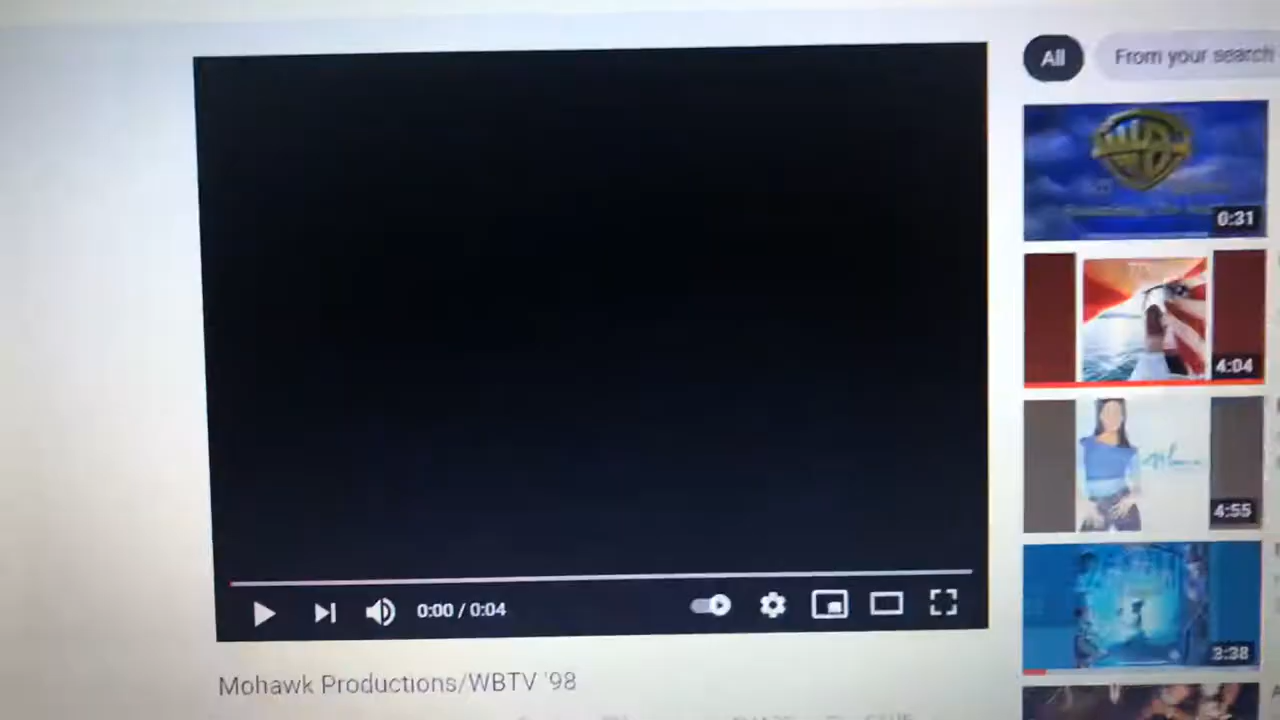 All
From your search
0:31
4:04
4:55
3:38
0:00 / 0:04
Mohawk Productions/WBTV '98